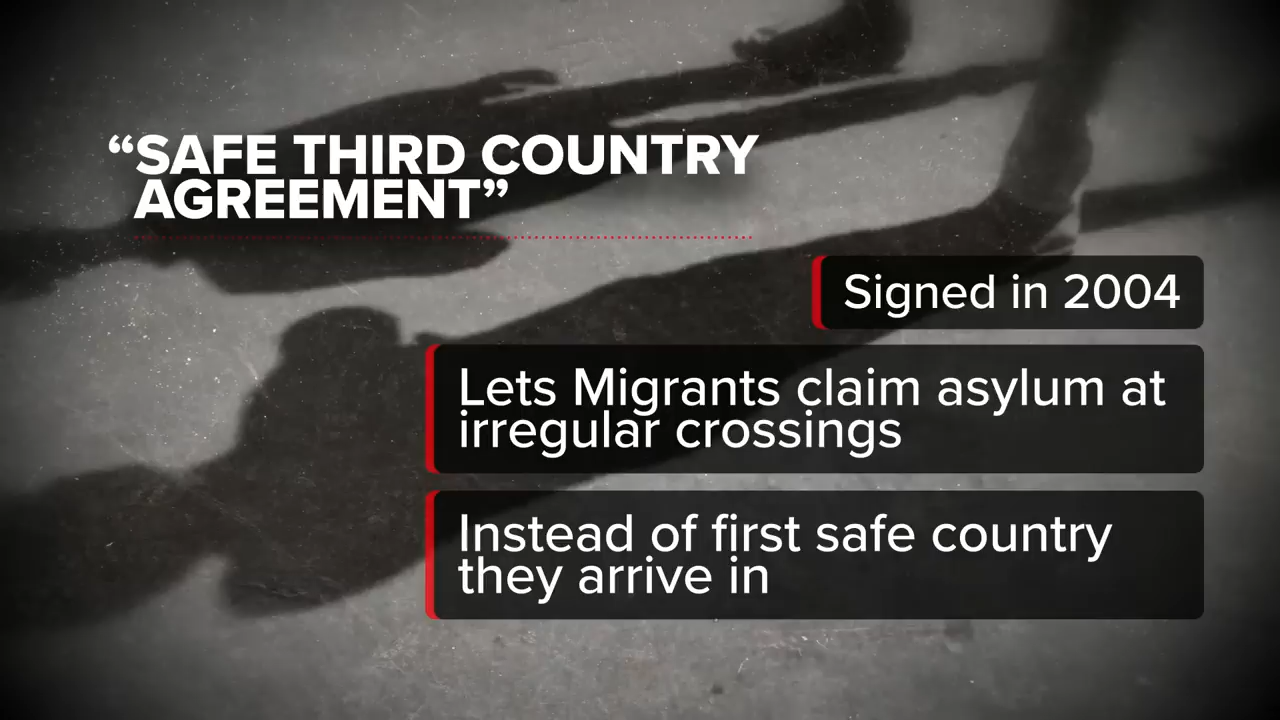 “SAFE THIRD COUNTRY
AGREEMENT”
Signed in 2004
Lets Migrants claim asylum at
irregular crossings
Instead of first safe country
they arrive in